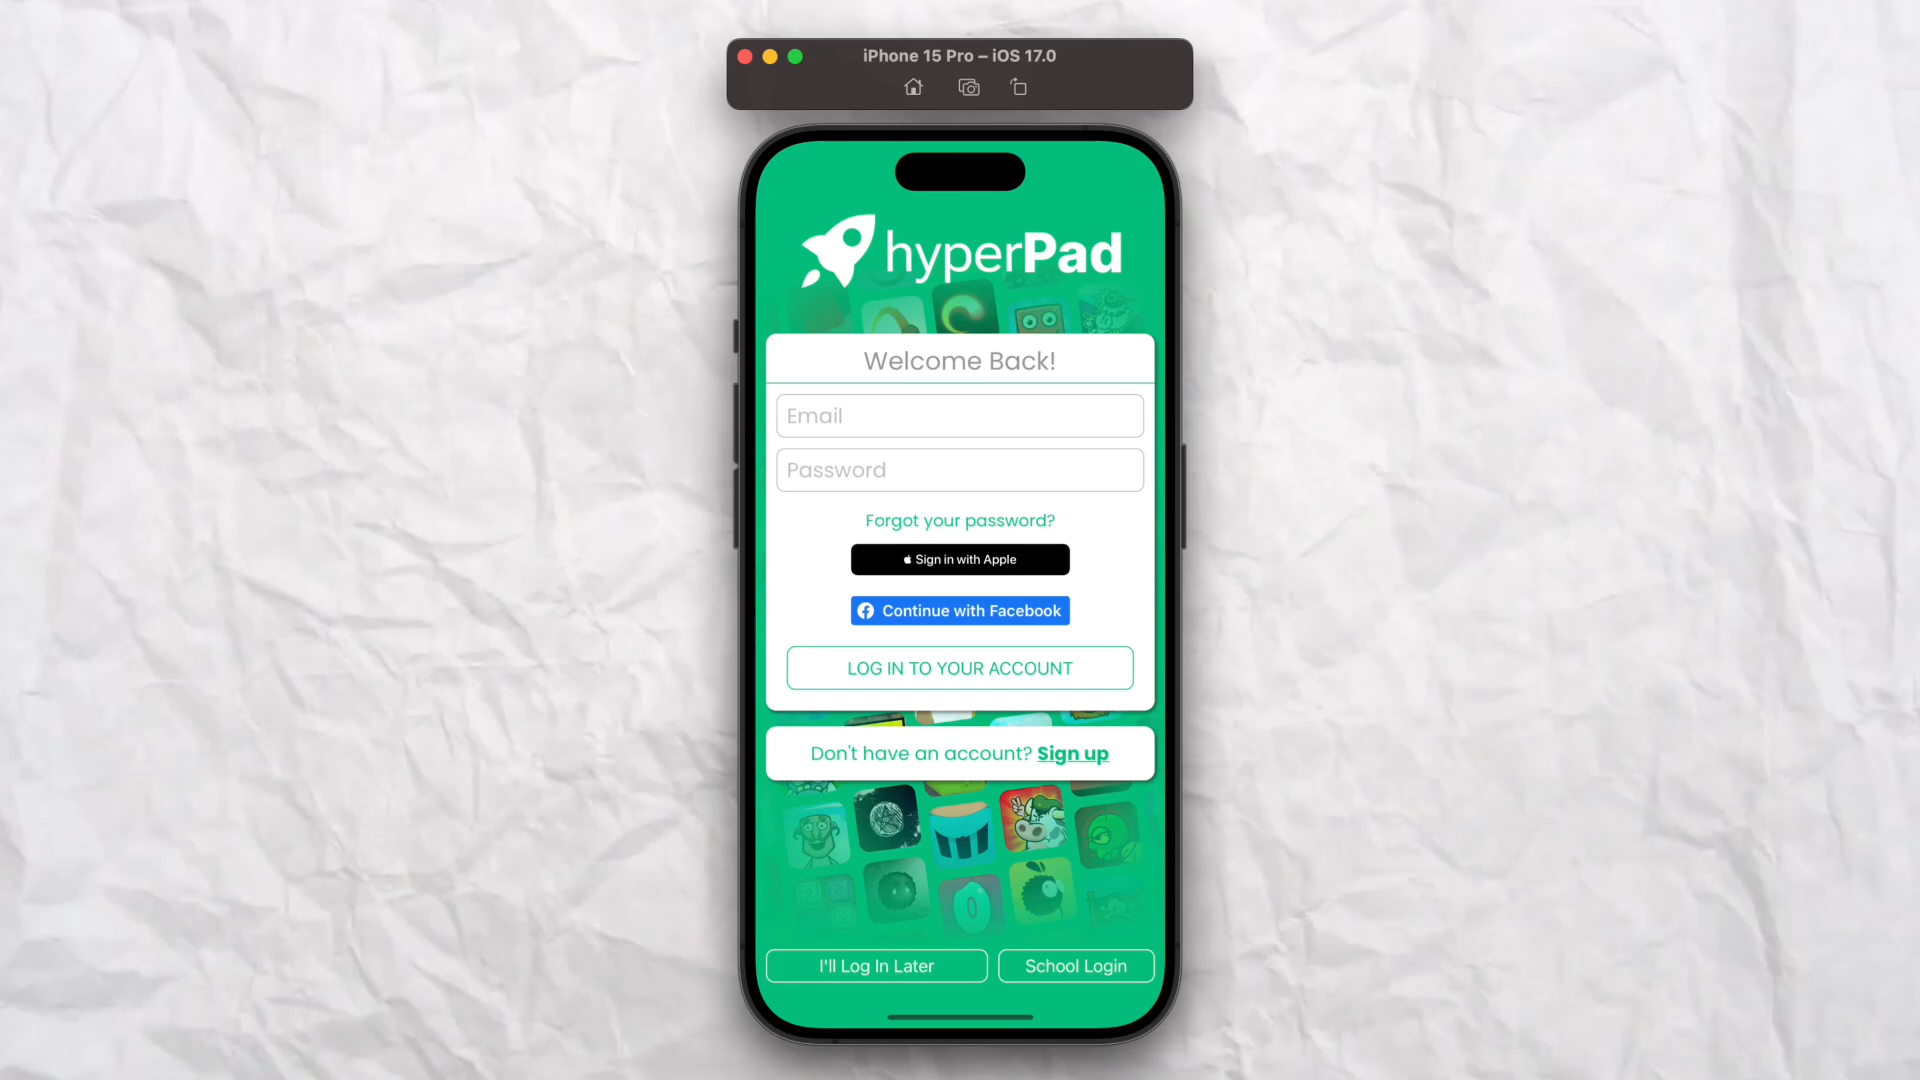 iPhone 15 Pro – iOS 17.0
hyperPad
Welcome Back!
Email
Password
Forgot your password?
Sign in with Apple
Continue with Facebook
LOG IN TO YOUR ACCOUNT
Don't have an account? Sign up
I'll Log In Later
School Login